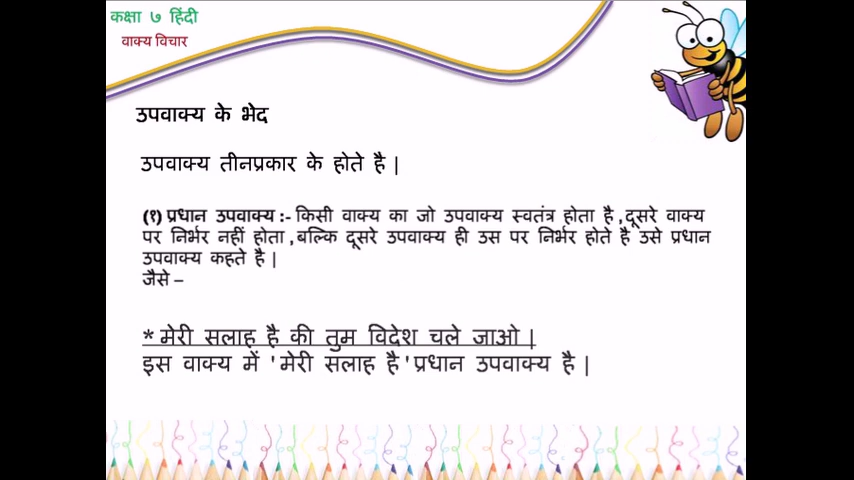 कक्षा ७ हिंदी
वाक्य विचार
उपवाक्य के भेद
उपवाक्य तीनप्रकार के होते है |
(१) प्रधान उपवाक्य :- किसी वाक्य का जो उपवाक्य स्वतंत्र होता है ,दूसरे वाक्य
पर निर्भर नहीं होता ,बल्कि दूसरे उपवाक्य ही उस पर निर्भर होते है उसे प्रधान
उपवाक्य कहते है |
जैसे –
*मेरी सलाह है की तुम विदेश चले जाओ |
इस वाक्य में 'मेरी सलाह है'प्रधान उपवाक्य है |